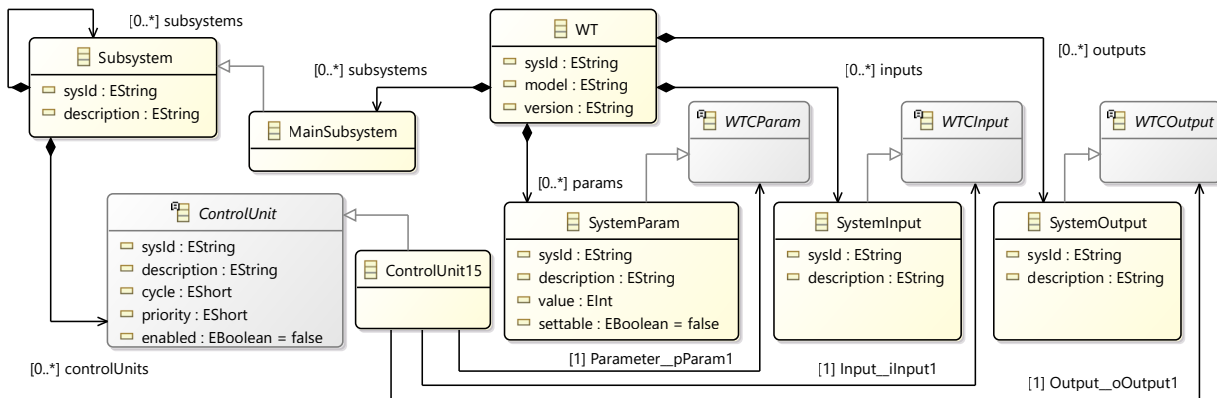 [0..*] subsystems
Subsystem
sysId : EString
description : EString
MainSubsystem
[0..*] subsystems
WT
sysId : EString
model : EString
version : EString
[0..*] outputs
[0..*] inputs
[0..*] params
WTCParam
WTCInput
WTCOutput
ControlUnit
sysId : EString
description : EString
cycle : EShort
priority : EShort
enabled : EBoolean = false
ControlUnit15
SystemParam
sysId : EString
description : EString
value : EInt
settable : EBoolean = false
SystemInput
sysId : EString
description : EString
SystemOutput
sysId : EString
description : EString
[0..*] controlUnits
[1] Parameter__pParam1
[1] Input__iInput1
[1] Output__oOutput1